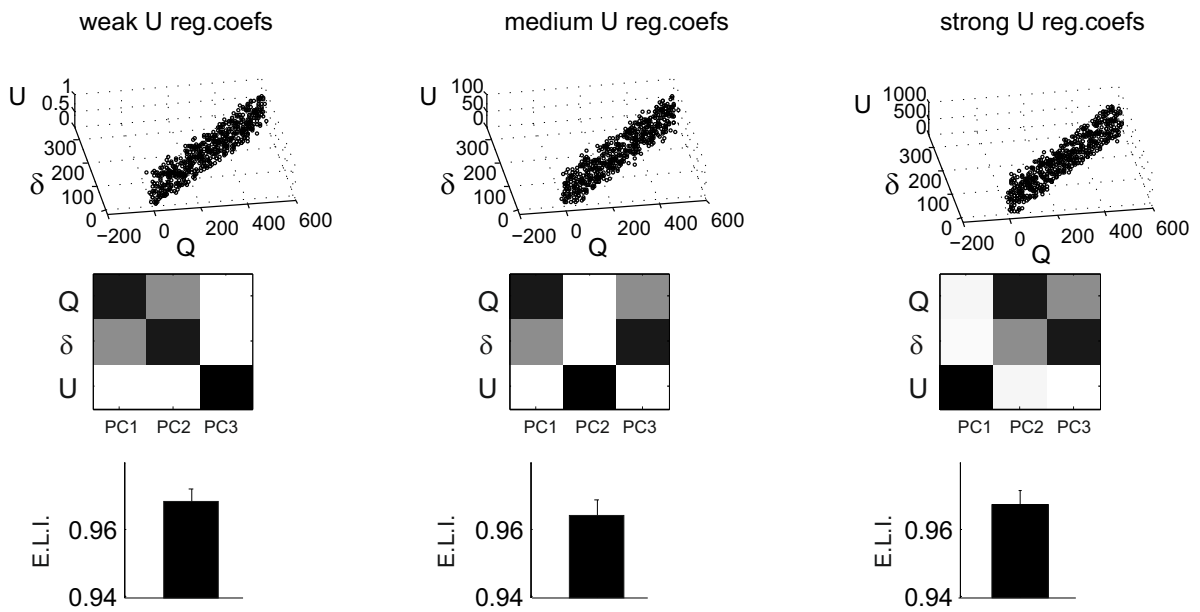 weak U reg.coefs medium U reg.coefs strong U reg.coefs
U 1 0.5 0 U 100 50 0 U 1000 500 0
δ 300 200 100 0 δ 300 200 100 0 δ 300 200 100 0
−200 0 200 400 600 −200 0 200 400 600 −200 0 200 400 600
Q Q Q
Q Q Q
δ δ δ
U U U
PC1 PC2 PC3 PC1 PC2 PC3 PC1 PC2 PC3
E.L.I. 0.96 E.L.I. 0.96 E.L.I. 0.96
0.94 0.94 0.94